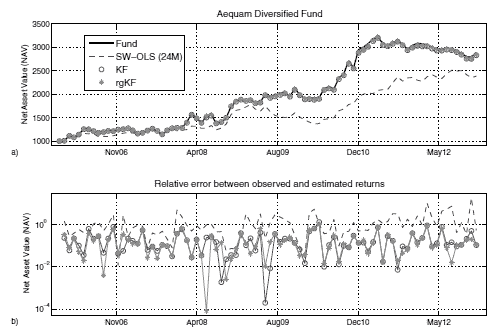 Aequam Diversified Fund
Net Asset Value (NAV)
3500
3000
2500
2000
1500
1000
Fund
SW-OLS (24M)
KF
rgKF
Nov06 Apr08 Aug09 Dec10 May12
a)
Relative error between observed and estimated returns
Net Asset Value (NAV)
10^0
10^-2
10^-4
Nov06 Apr08 Aug09 Dec10 May12
b)